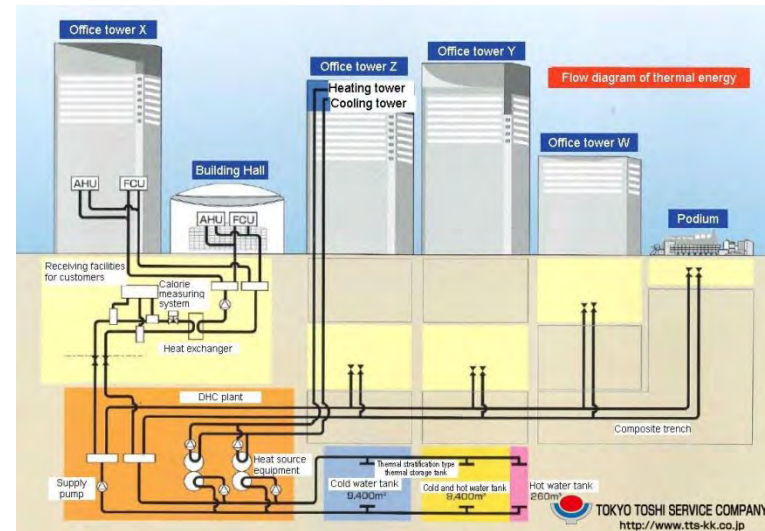 Office tower X
Office tower Z
Office tower Y
Flow diagram of thermal energy
Heating tower
Cooling tower
Office tower W
Building Hall
AHU
FCU
AHU
FCU
Podium
Receiving facilities
for customers
Calorie
measuring
system
Heat exchanger
DHC plant
Composite trench
Heat source
equipment
Supply
pump
Cold water tank
9,400m³
Thermal stratification type
thermal storage tank
Cold and hot water tank
9,400m³
Hot water tank
260m³
TOKYO TOSHI SERVICE COMPANY
http://www.tts-kk.co.jp